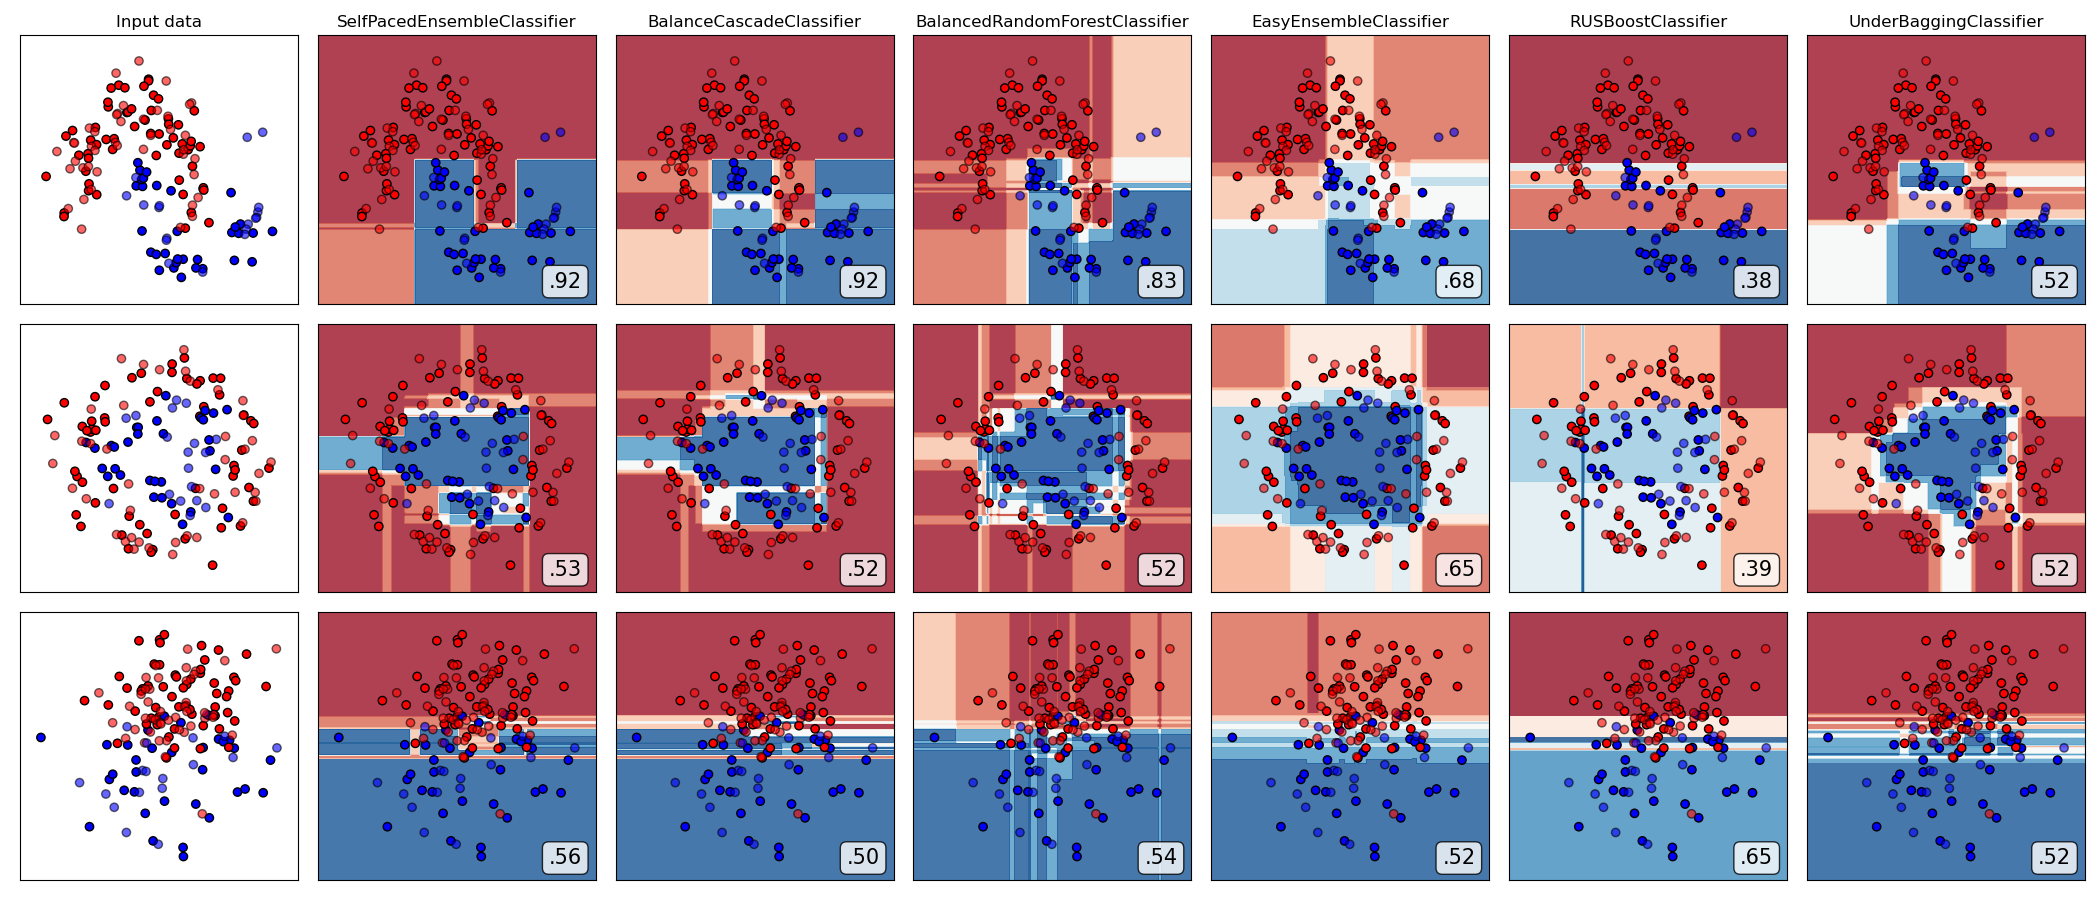 Input data
SelfPacedEnsembleClassifier
BalanceCascadeClassifier
BalancedRandomForestClassifier
EasyEnsembleClassifier
RUSBoostClassifier
UnderBaggingClassifier
.92
.92
.83
.68
.38
.52
.53
.52
.52
.65
.39
.52
.56
.50
.54
.52
.65
.52